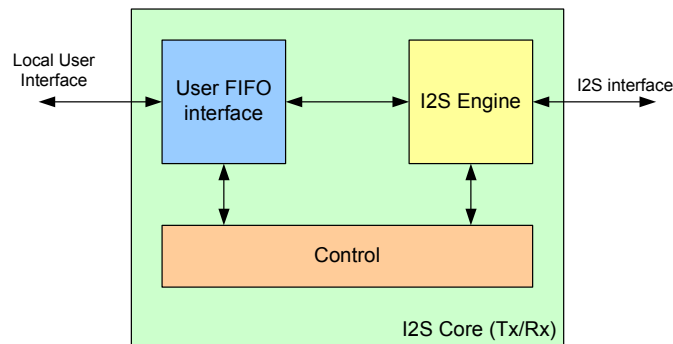 Local User
Interface
User FIFO
interface
I2S Engine
I2S interface
Control
I2S Core (Tx/Rx)